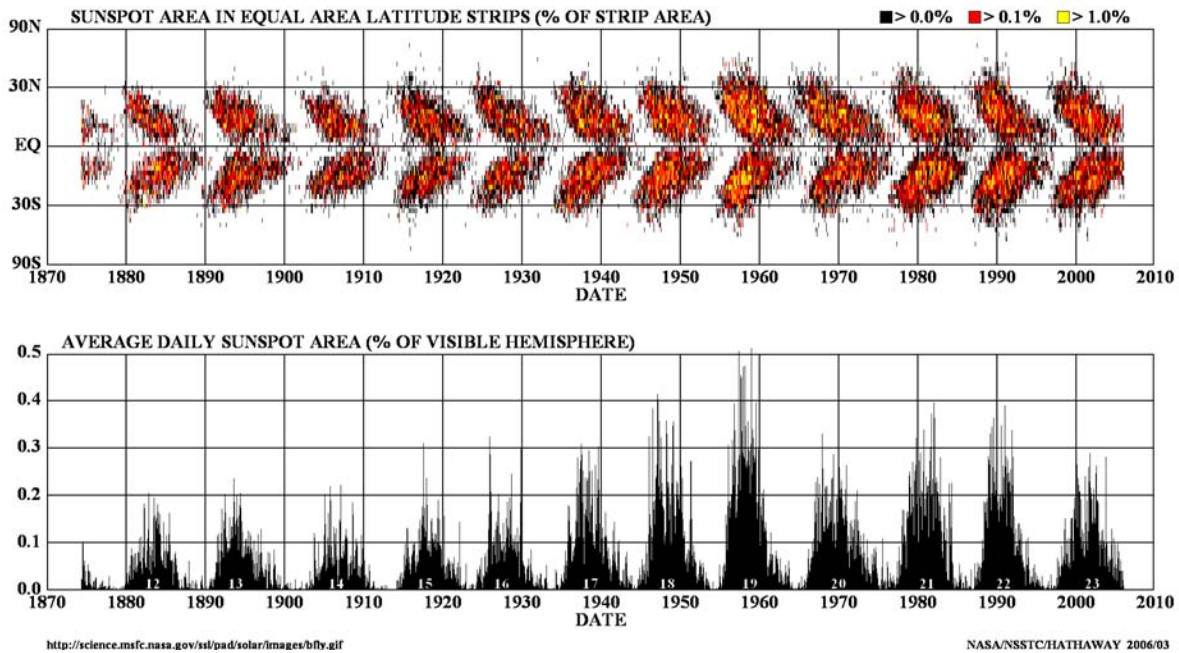 SUNSPOT AREA IN EQUAL AREA LATITUDE STRIPS (% OF STRIP AREA) > 0.0% > 0.1% > 1.0%
90N
30N
EQ
30S
90S
1870 1880 1890 1900 1910 1920 1930 1940 1950 1960 1970 1980 1990 2000 2010
DATE
AVERAGE DAILY SUNSPOT AREA (% OF VISIBLE HEMISPHERE)
0.5
0.4
0.3
0.2
0.1
0.0
12 13 14 15 16 17 18 19 20 21 22 23
1870 1880 1890 1900 1910 1920 1930 1940 1950 1960 1970 1980 1990 2000 2010
DATE
http://science.msfc.nasa.gov/ssl/pad/solar/images/bfly.gif NASA/NSSTC/HATHAWAY 2006/03